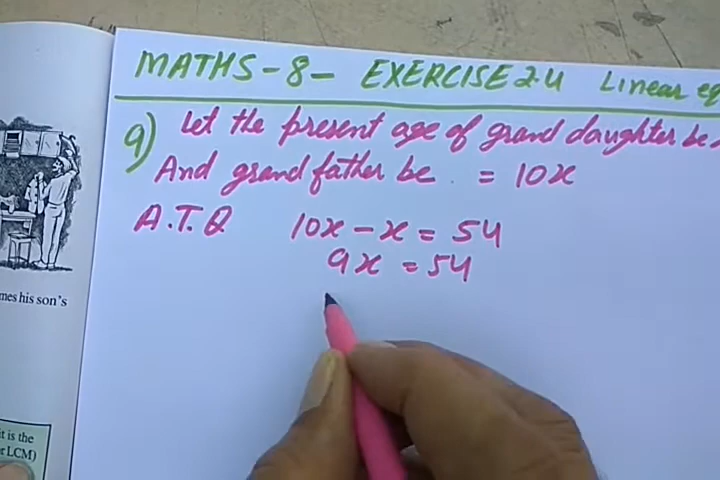 MATHS-8- EXERCISE 2.4 Linear eq
9) Let the present age of grand daughter be
And grand father be = 10x
A.T.Q 10x - x = 54
9x = 54
mes his son's
it is the
r LCM)